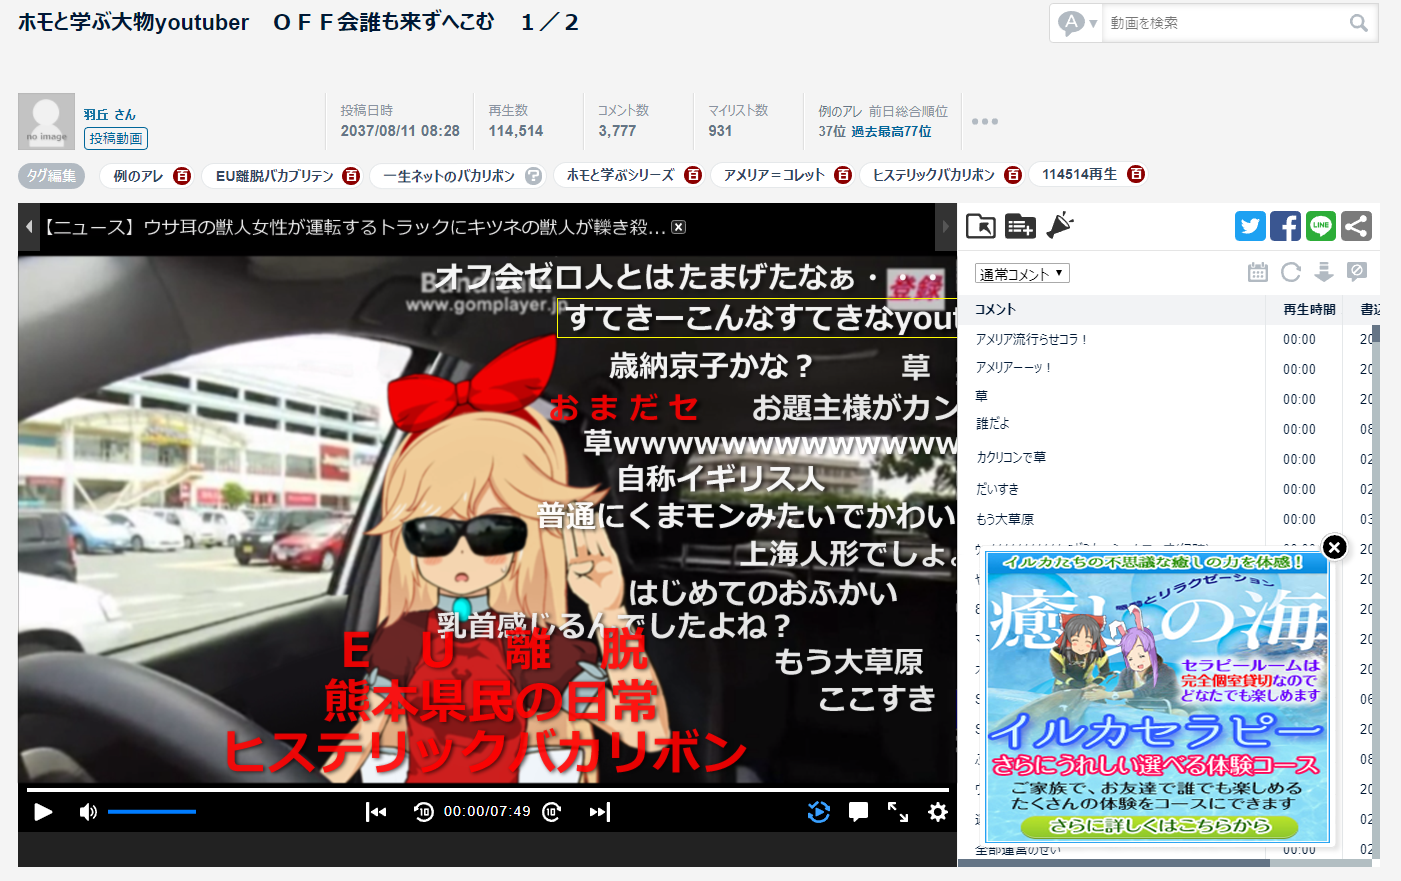 ホモと学ぶ大物youtuber　ＯＦＦ会誰も来ずへこむ　１／２
A
動画を検索
no image
羽丘 さん
投稿動画
投稿日時
2037/08/11 08:28
再生数
114,514
コメント数
3,777
マイリスト数
931
例のアレ 前日総合順位
37位 過去最高77位
タグ編集
例のアレ 百
EU離脱バカブリテン 百
一生ネットのバカリボン ?
ホモと学ぶシリーズ 百
アメリア＝コレット 百
ヒステリックバカリボン 百
114514再生 百
【ニュース】ウサ耳の獣人女性が運転するトラックにキツネの獣人が轢き殺...
オフ会ゼロ人とはたまげたなぁ・・・
登録
www.gomplayer.jp
すてきーこんなすてきなyout
歳納京子かな？
草
おまだセ
お題主様がカン
草wwwwwwwwwwwww
自称イギリス人
普通にくまモンみたいでかわい
上海人形でしょ。
はじめてのおふかい
乳首感じるんでしたよね？
ＥＵ離脱
もう大草原
熊本県民の日常
ここすき
ヒステリックバカリボン
10
00:00/07:49
10
LINE
通常コメント
コメント
再生時間
書込
アメリア流行らせコラ！
00:00
20
アメリアーーッ！
00:00
20
草
00:00
20
誰だよ
00:00
08
カクリコンで草
00:00
02
だいすき
00:00
02
もう大草原
00:00
03
イルカたちの不思議な癒しの力を体感！
とリラクゼーション
癒しの海
セラピールームは
完全個室貸切なので
どなたでも楽しめます
イルカセラピー
さらにうれしい選べる体験コース
ご家族で、お友達で誰でも楽しめる
たくさんの体験をコースにできます
さらに詳しくはこちらから
全部運営のせい
00:00
02